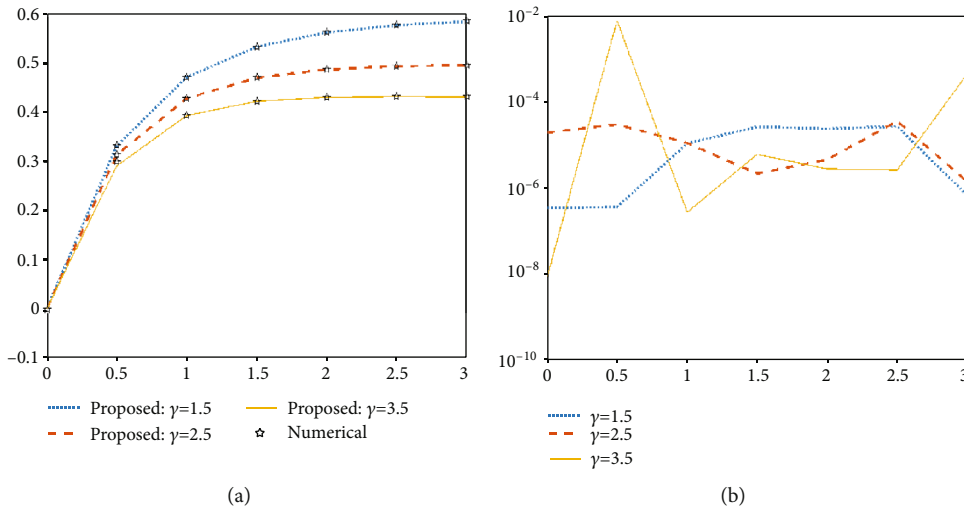 0.6
0.5
0.4
0.3
0.2
0.1
0
−0.1
0 0.5 1 1.5 2 2.5 3
Proposed: γ=1.5
Proposed: γ=2.5
Proposed: γ=3.5
Numerical
(a)
10⁻²
10⁻⁴
10⁻⁶
10⁻⁸
10⁻¹⁰
0 0.5 1 1.5 2 2.5 3
γ=1.5
γ=2.5
γ=3.5
(b)